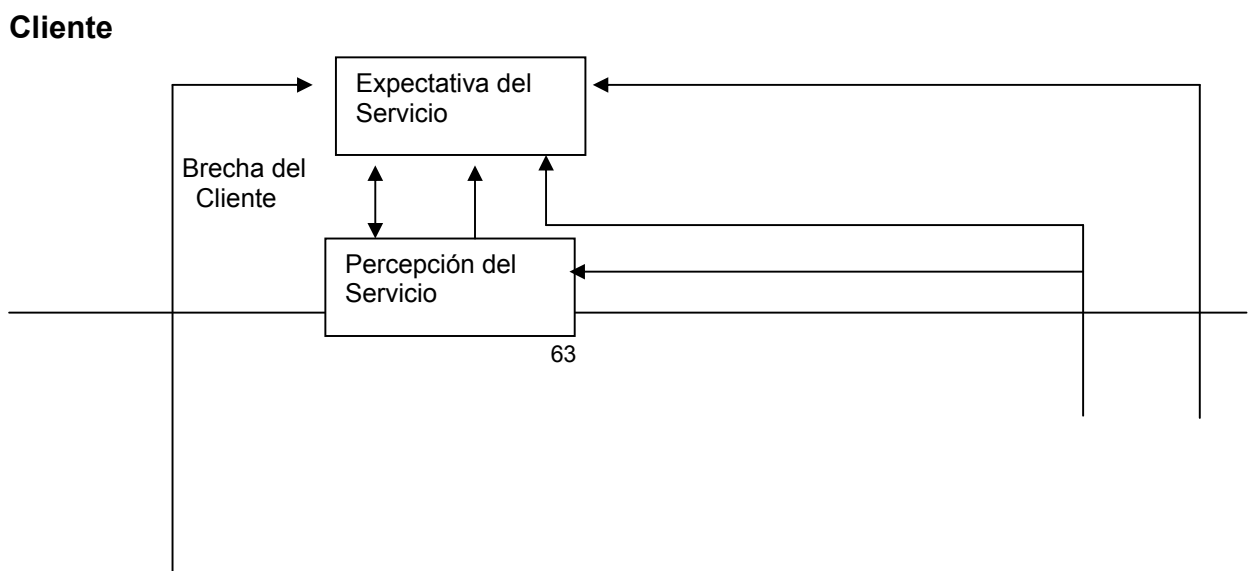 Cliente
Expectativa del
Servicio
Brecha del
Cliente
Percepción del
Servicio
63